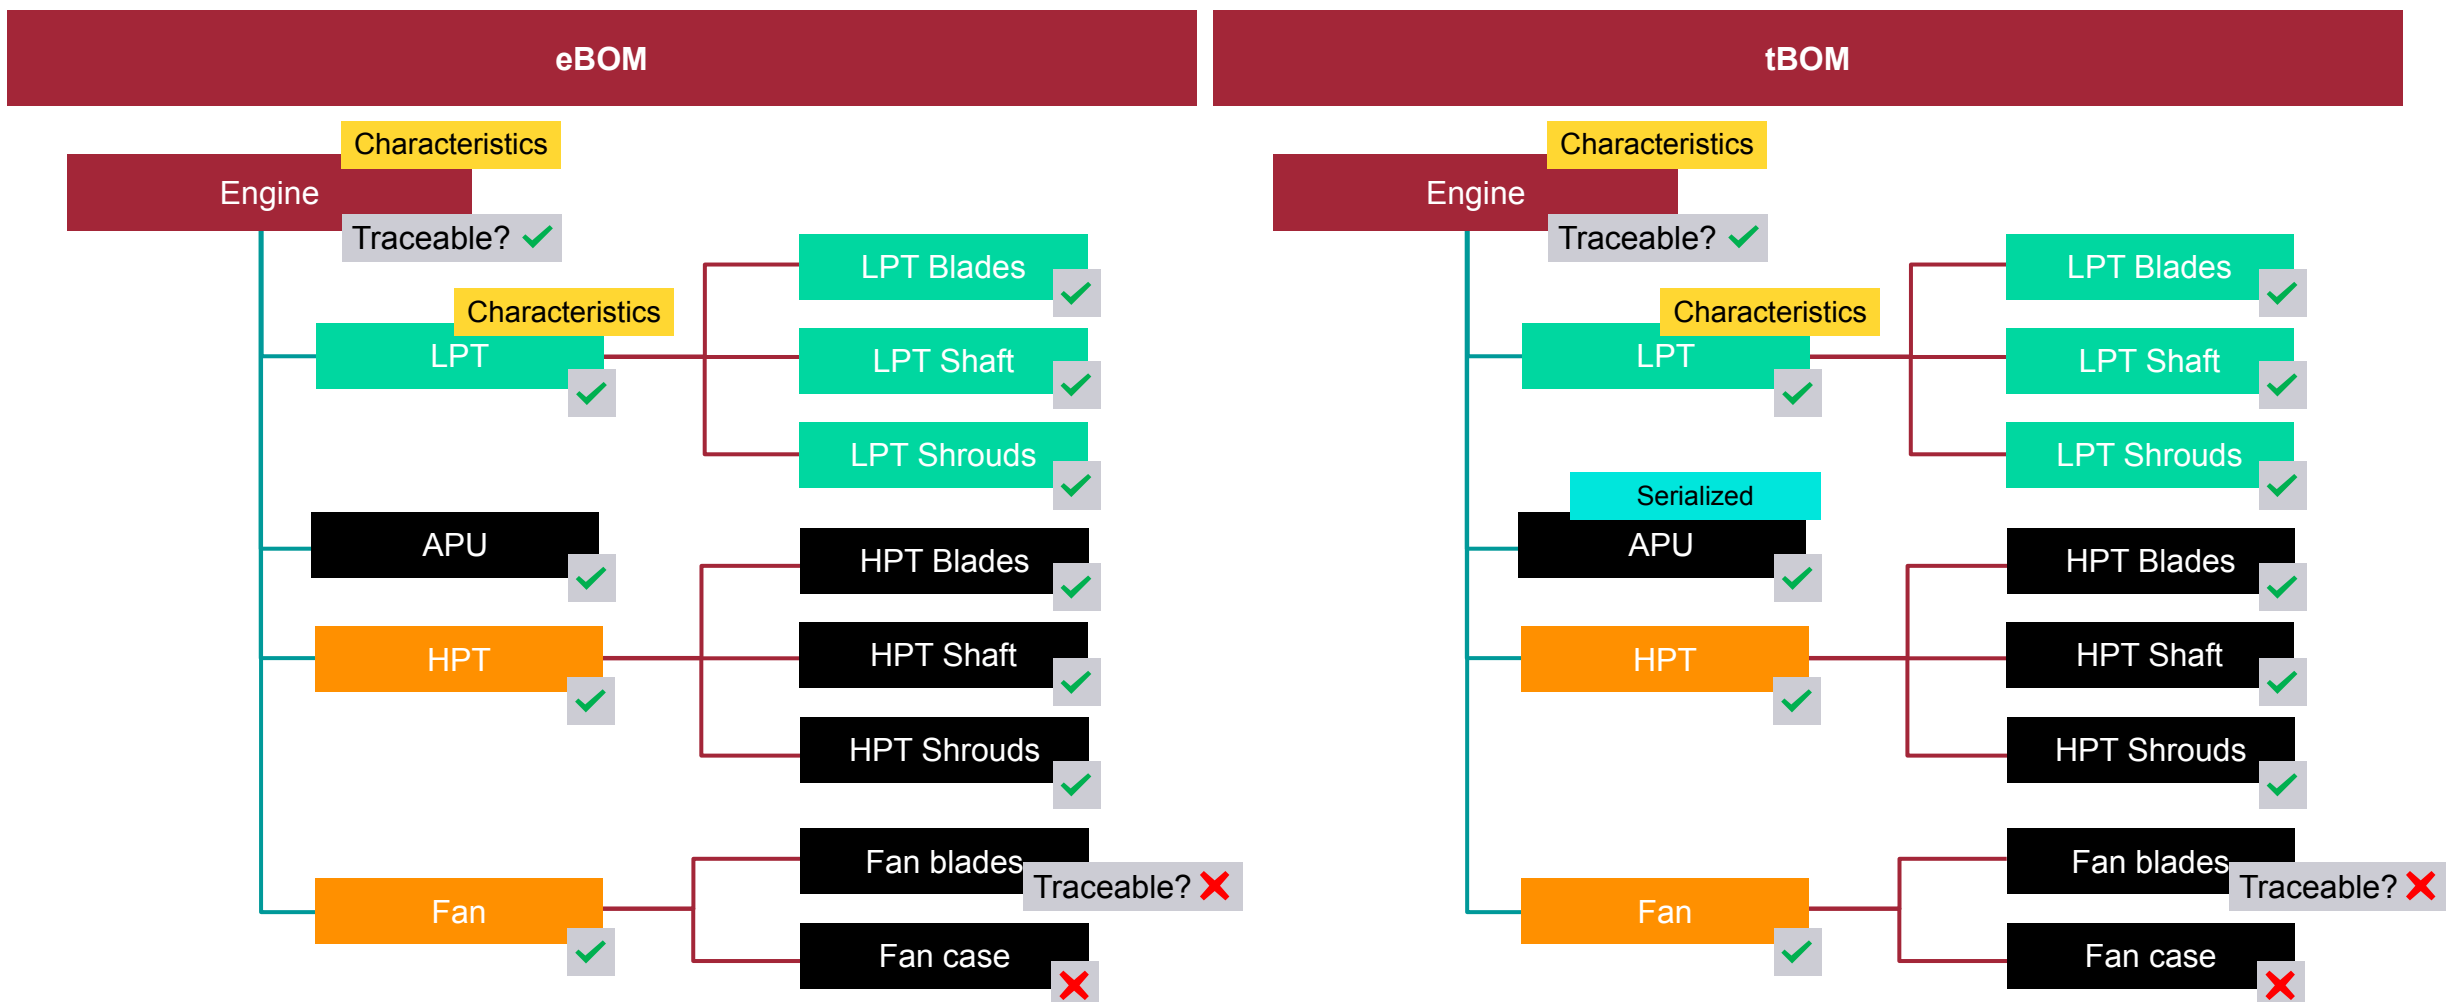 eBOM
Characteristics
Engine
Traceable?
LPT Blades
Characteristics
LPT
LPT Shaft
LPT Shrouds
APU
HPT Blades
HPT
HPT Shaft
HPT Shrouds
Fan blades
Traceable?
Fan
Fan case
tBOM
Characteristics
Engine
Traceable?
LPT Blades
Characteristics
LPT
LPT Shaft
LPT Shrouds
Serialized
APU
HPT Blades
HPT
HPT Shaft
HPT Shrouds
Fan blades
Traceable?
Fan
Fan case